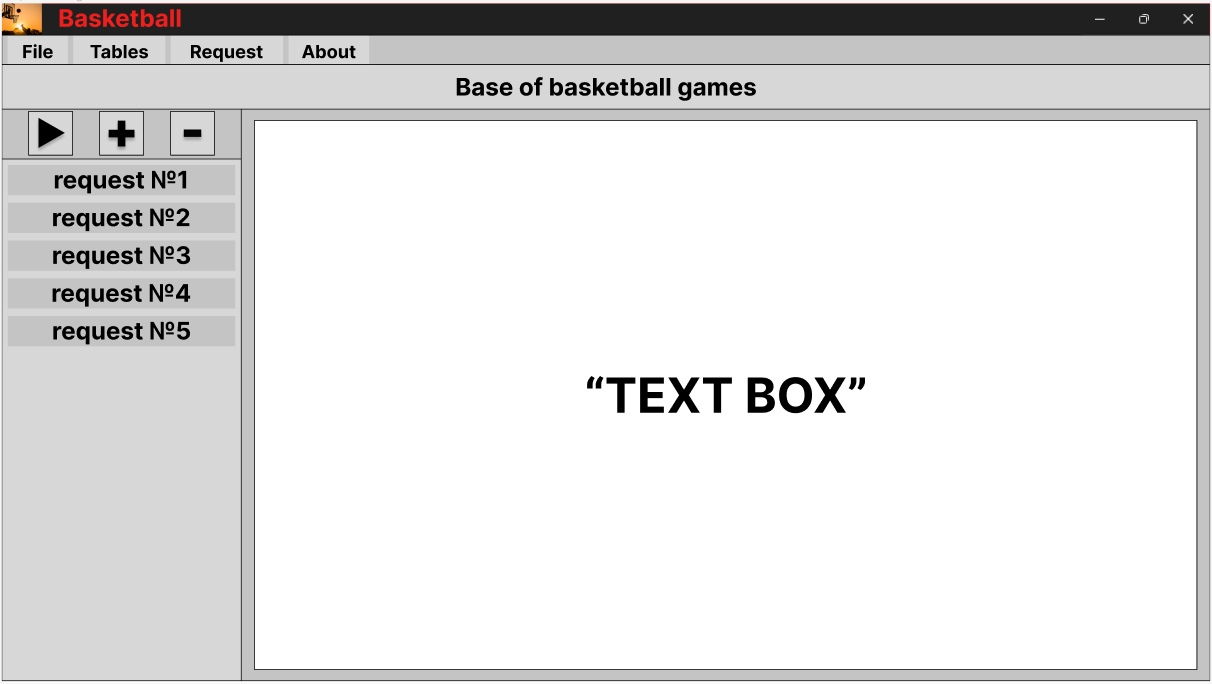 Basketball
File Tables Request About
Base of basketball games
request №1
request №2
request №3
request №4
request №5
“TEXT BOX”